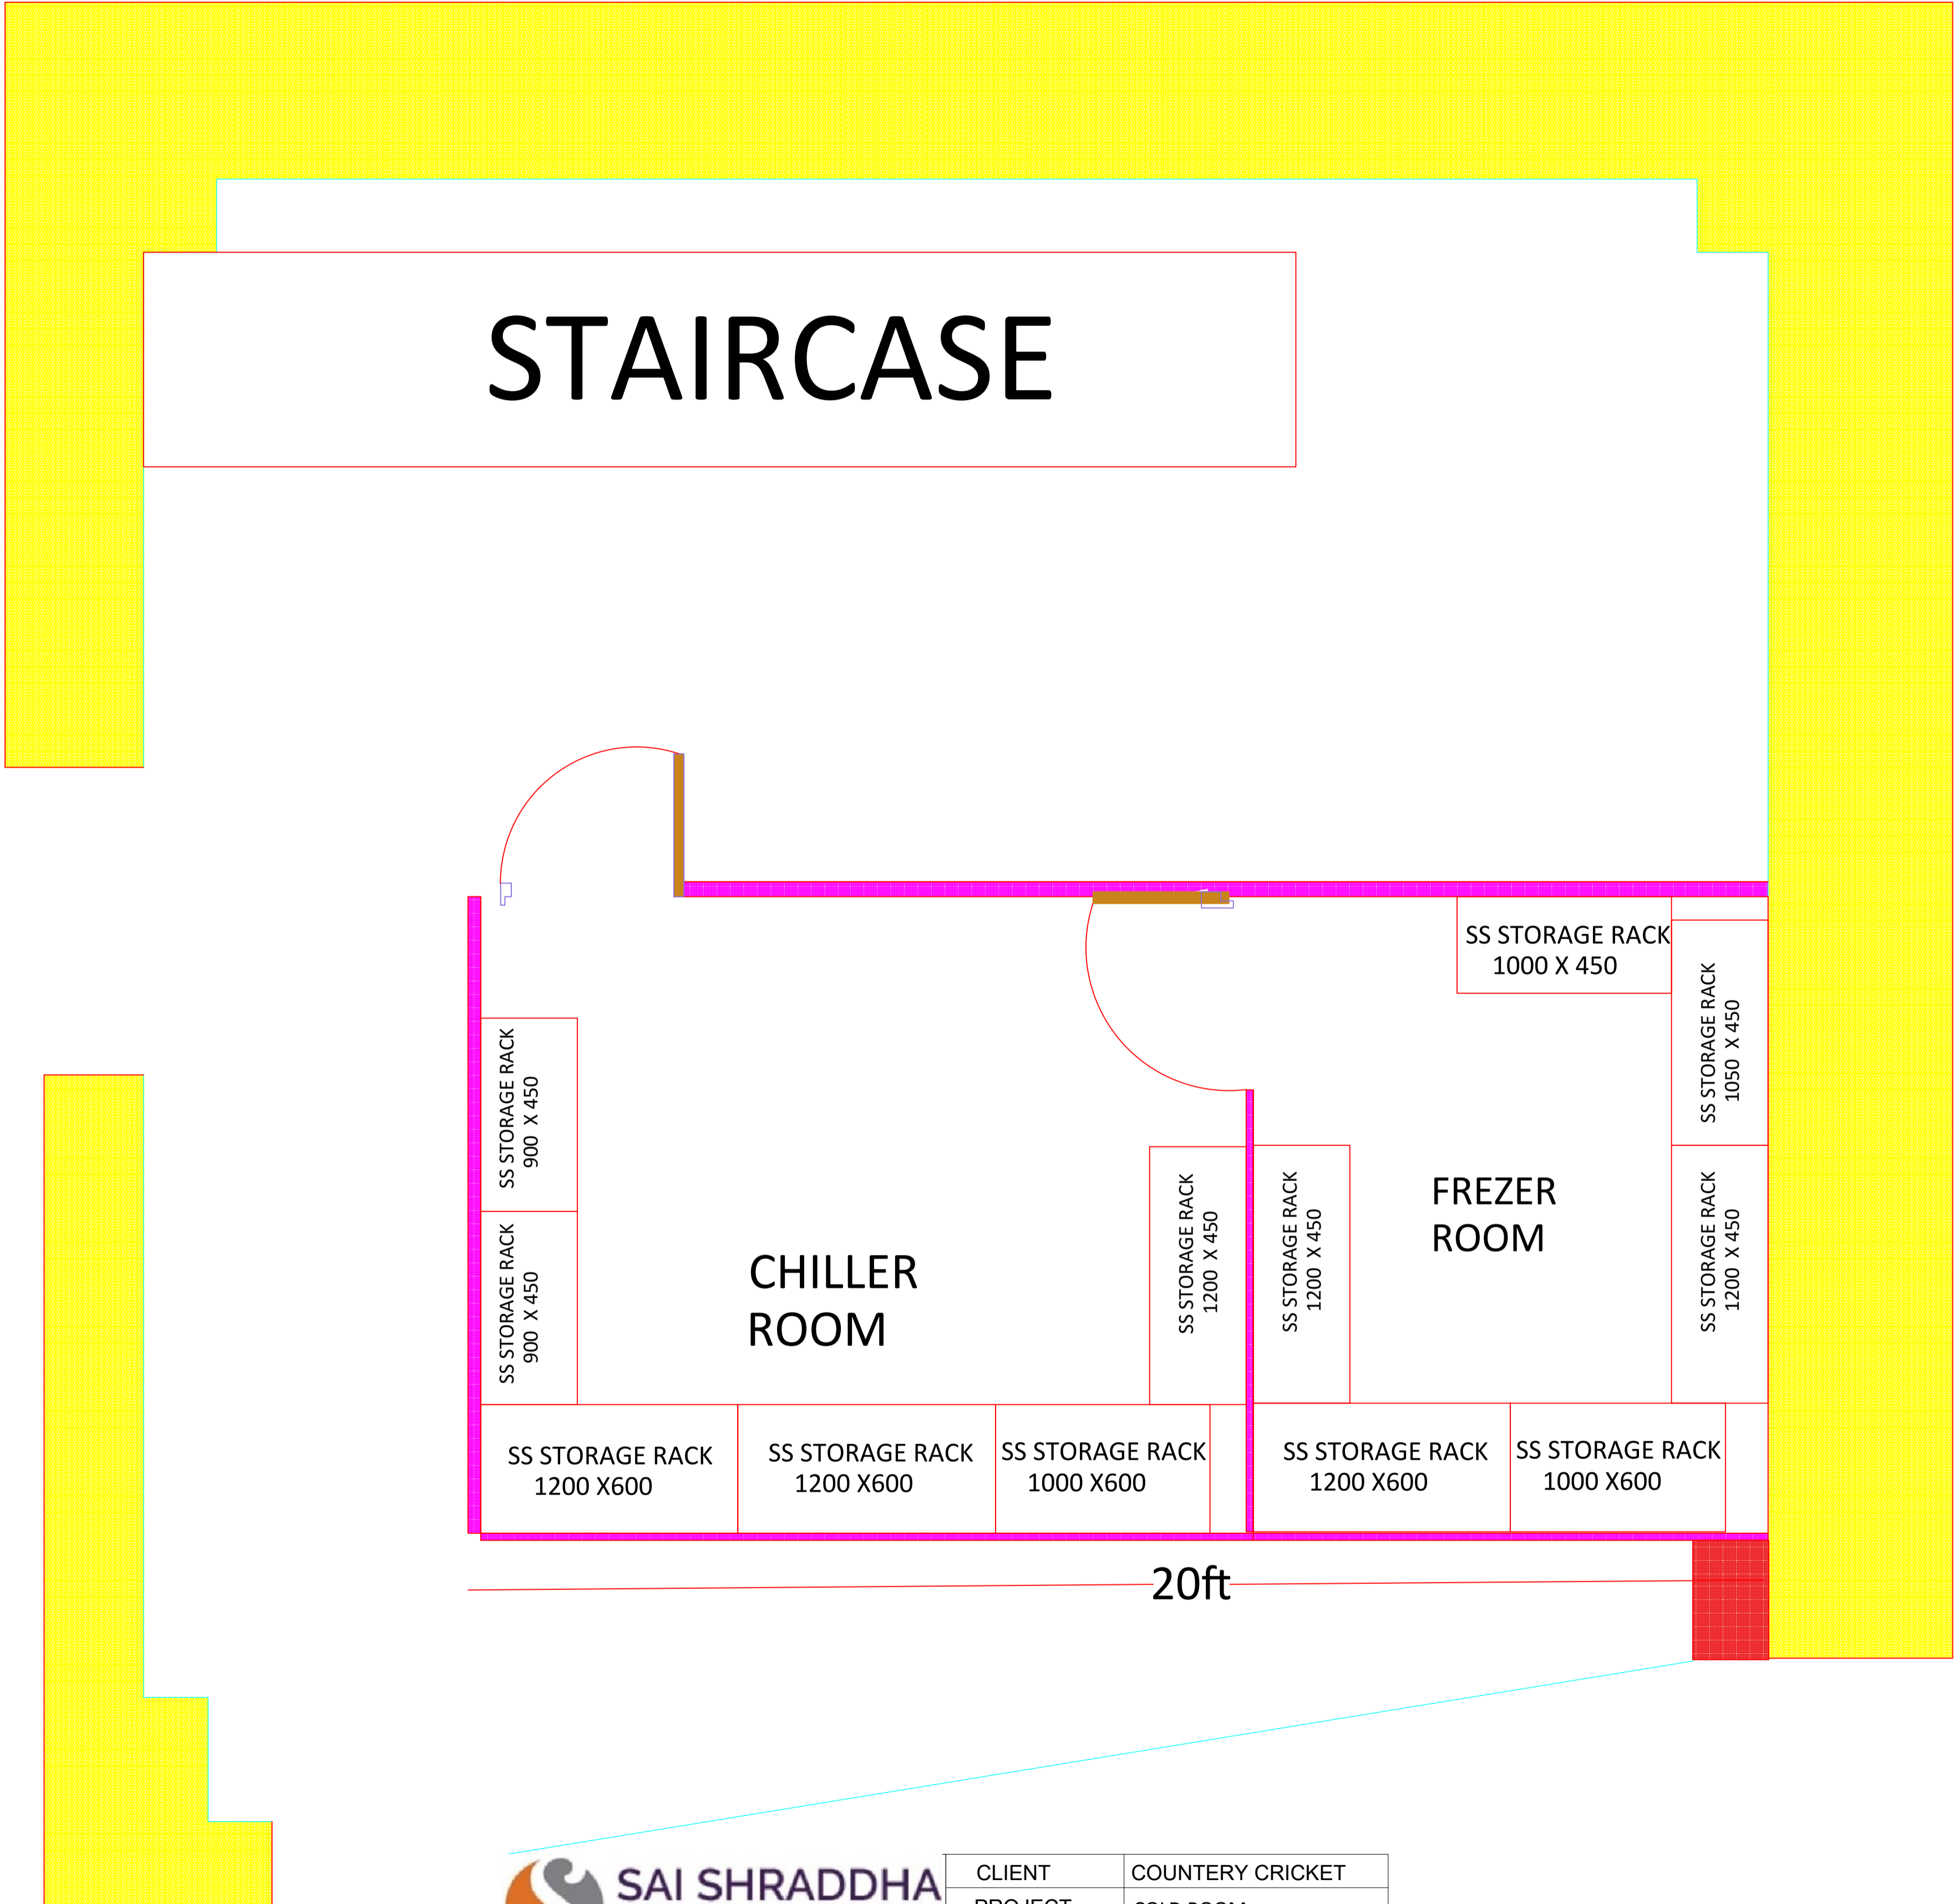 STAIRCASE
SS STORAGE RACK
1000 X 450
SS STORAGE RACK
1050 X 450
SS STORAGE RACK
900 X 450
SS STORAGE RACK
900 X 450
SS STORAGE RACK
1200 X 450
SS STORAGE RACK
1200 X 450
SS STORAGE RACK
1200 X 450
FREZER
ROOM
CHILLER
ROOM
SS STORAGE RACK
1200 X600
SS STORAGE RACK
1200 X600
SS STORAGE RACK
1000 X600
SS STORAGE RACK
1200 X600
SS STORAGE RACK
1000 X600
20ft
SAI SHRADDHA
CLIENT COUNTERY CRICKET
PROJECT COLD ROOM